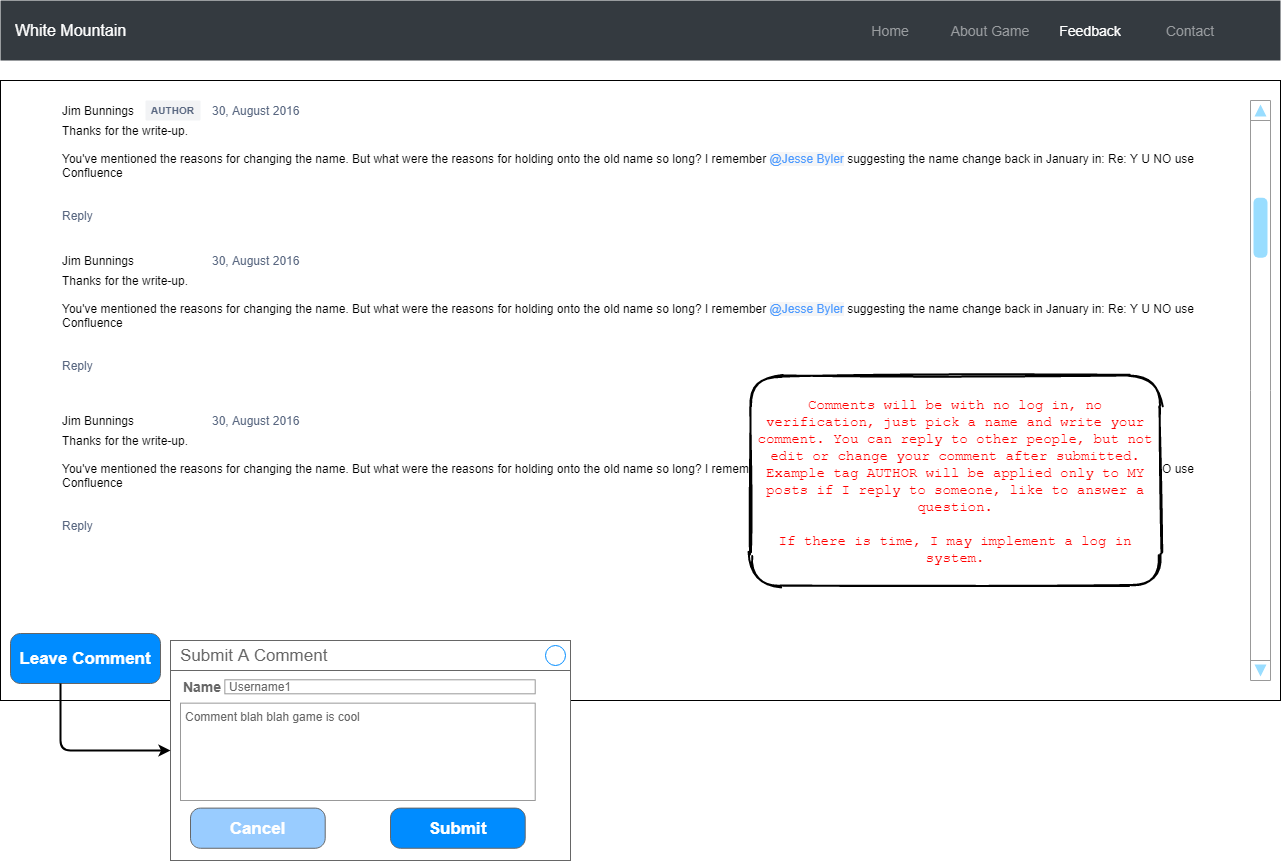 White Mountain
Home
About Game
Feedback
Contact
Jim Bunnings AUTHOR 30, August 2016
Thanks for the write-up.
You've mentioned the reasons for changing the name. But what were the reasons for holding onto the old name so long? I remember @Jesse Byler suggesting the name change back in January in: Re: Y U NO use
Confluence
Reply
Jim Bunnings 30, August 2016
Thanks for the write-up.
You've mentioned the reasons for changing the name. But what were the reasons for holding onto the old name so long? I remember @Jesse Byler suggesting the name change back in January in: Re: Y U NO use
Confluence
Reply
Jim Bunnings 30, August 2016
Thanks for the write-up.
You've mentioned the reasons for changing the name. But what were the reasons for holding onto the old name so long? I remem
O use
Confluence
Reply
Comments will be with no log in, no
verification, just pick a name and write your
comment. You can reply to other people, but not
edit or change your comment after submitted.
Example tag AUTHOR will be applied only to MY
posts if I reply to someone, like to answer a
question.
If there is time, I may implement a log in
system.
Leave Comment
Submit A Comment
Name Username1
Comment blah blah game is cool
Cancel
Submit